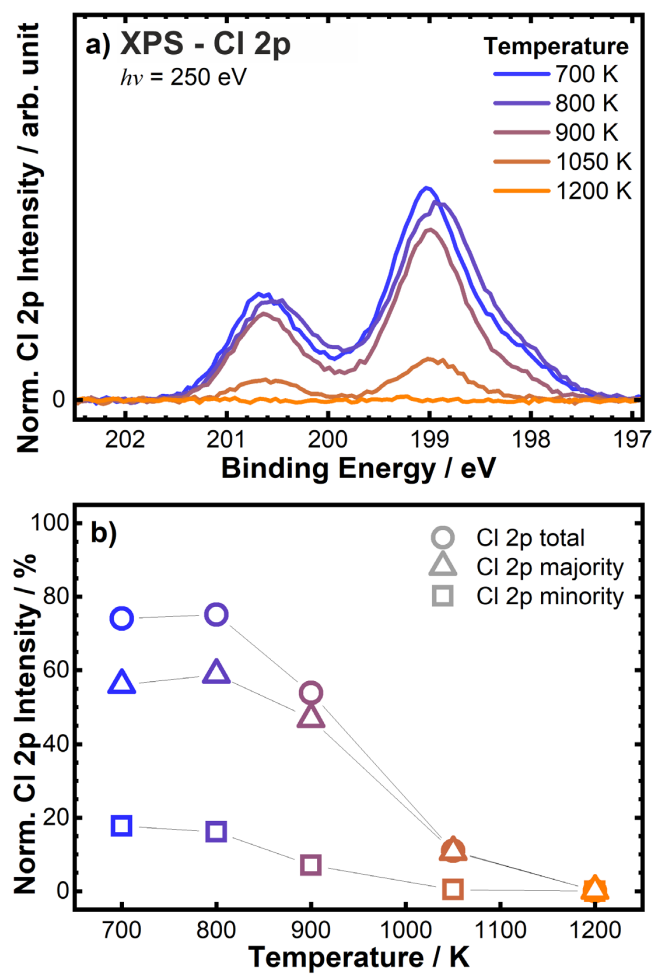 a) XPS - Cl 2p
hν = 250 eV
Temperature
700 K
800 K
900 K
1050 K
1200 K
Norm. Cl 2p Intensity / arb. unit
0
202 201 200 199 198 197
Binding Energy / eV
b)
Cl 2p total
Cl 2p majority
Cl 2p minority
Norm. Cl 2p Intensity / %
100
80
60
40
20
0
700 800 900 1000 1100 1200
Temperature / K